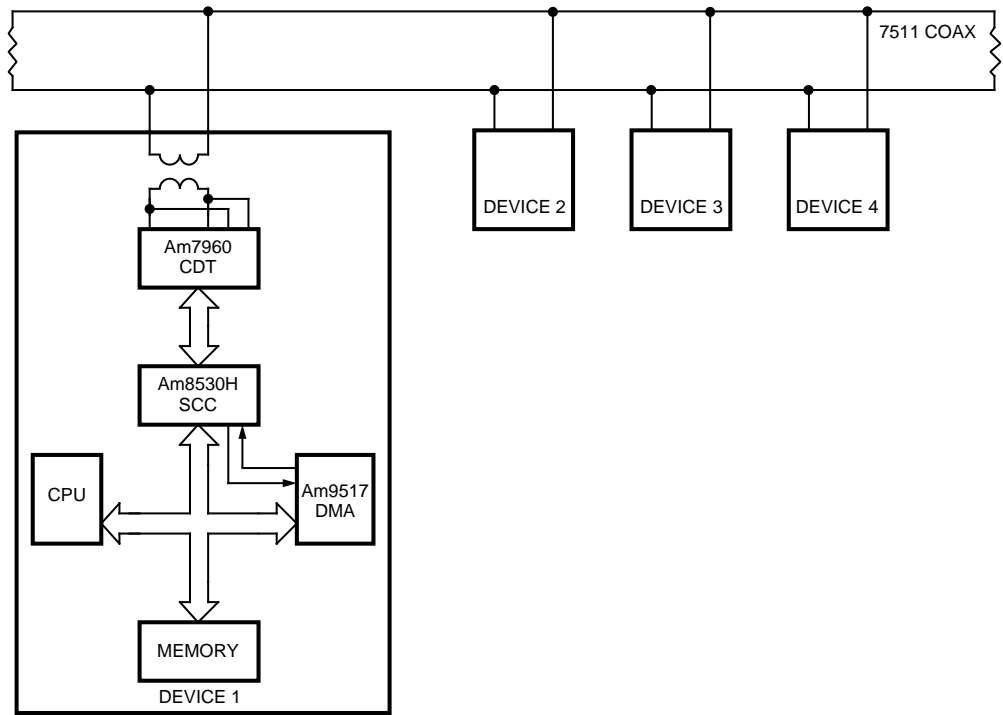 7511 COAX
DEVICE 2
DEVICE 3
DEVICE 4
Am7960
CDT
Am8530H
SCC
CPU
Am9517
DMA
MEMORY
DEVICE 1